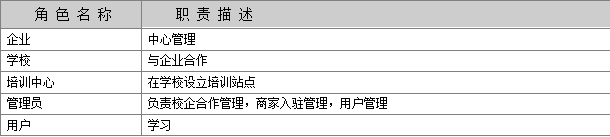 角色名称 职责描述
企业 中心管理
学校 与企业合作
培训中心 在学校设立培训站点
管理员 负责校企合作管理，商家入驻管理，用户管理
用户 学习